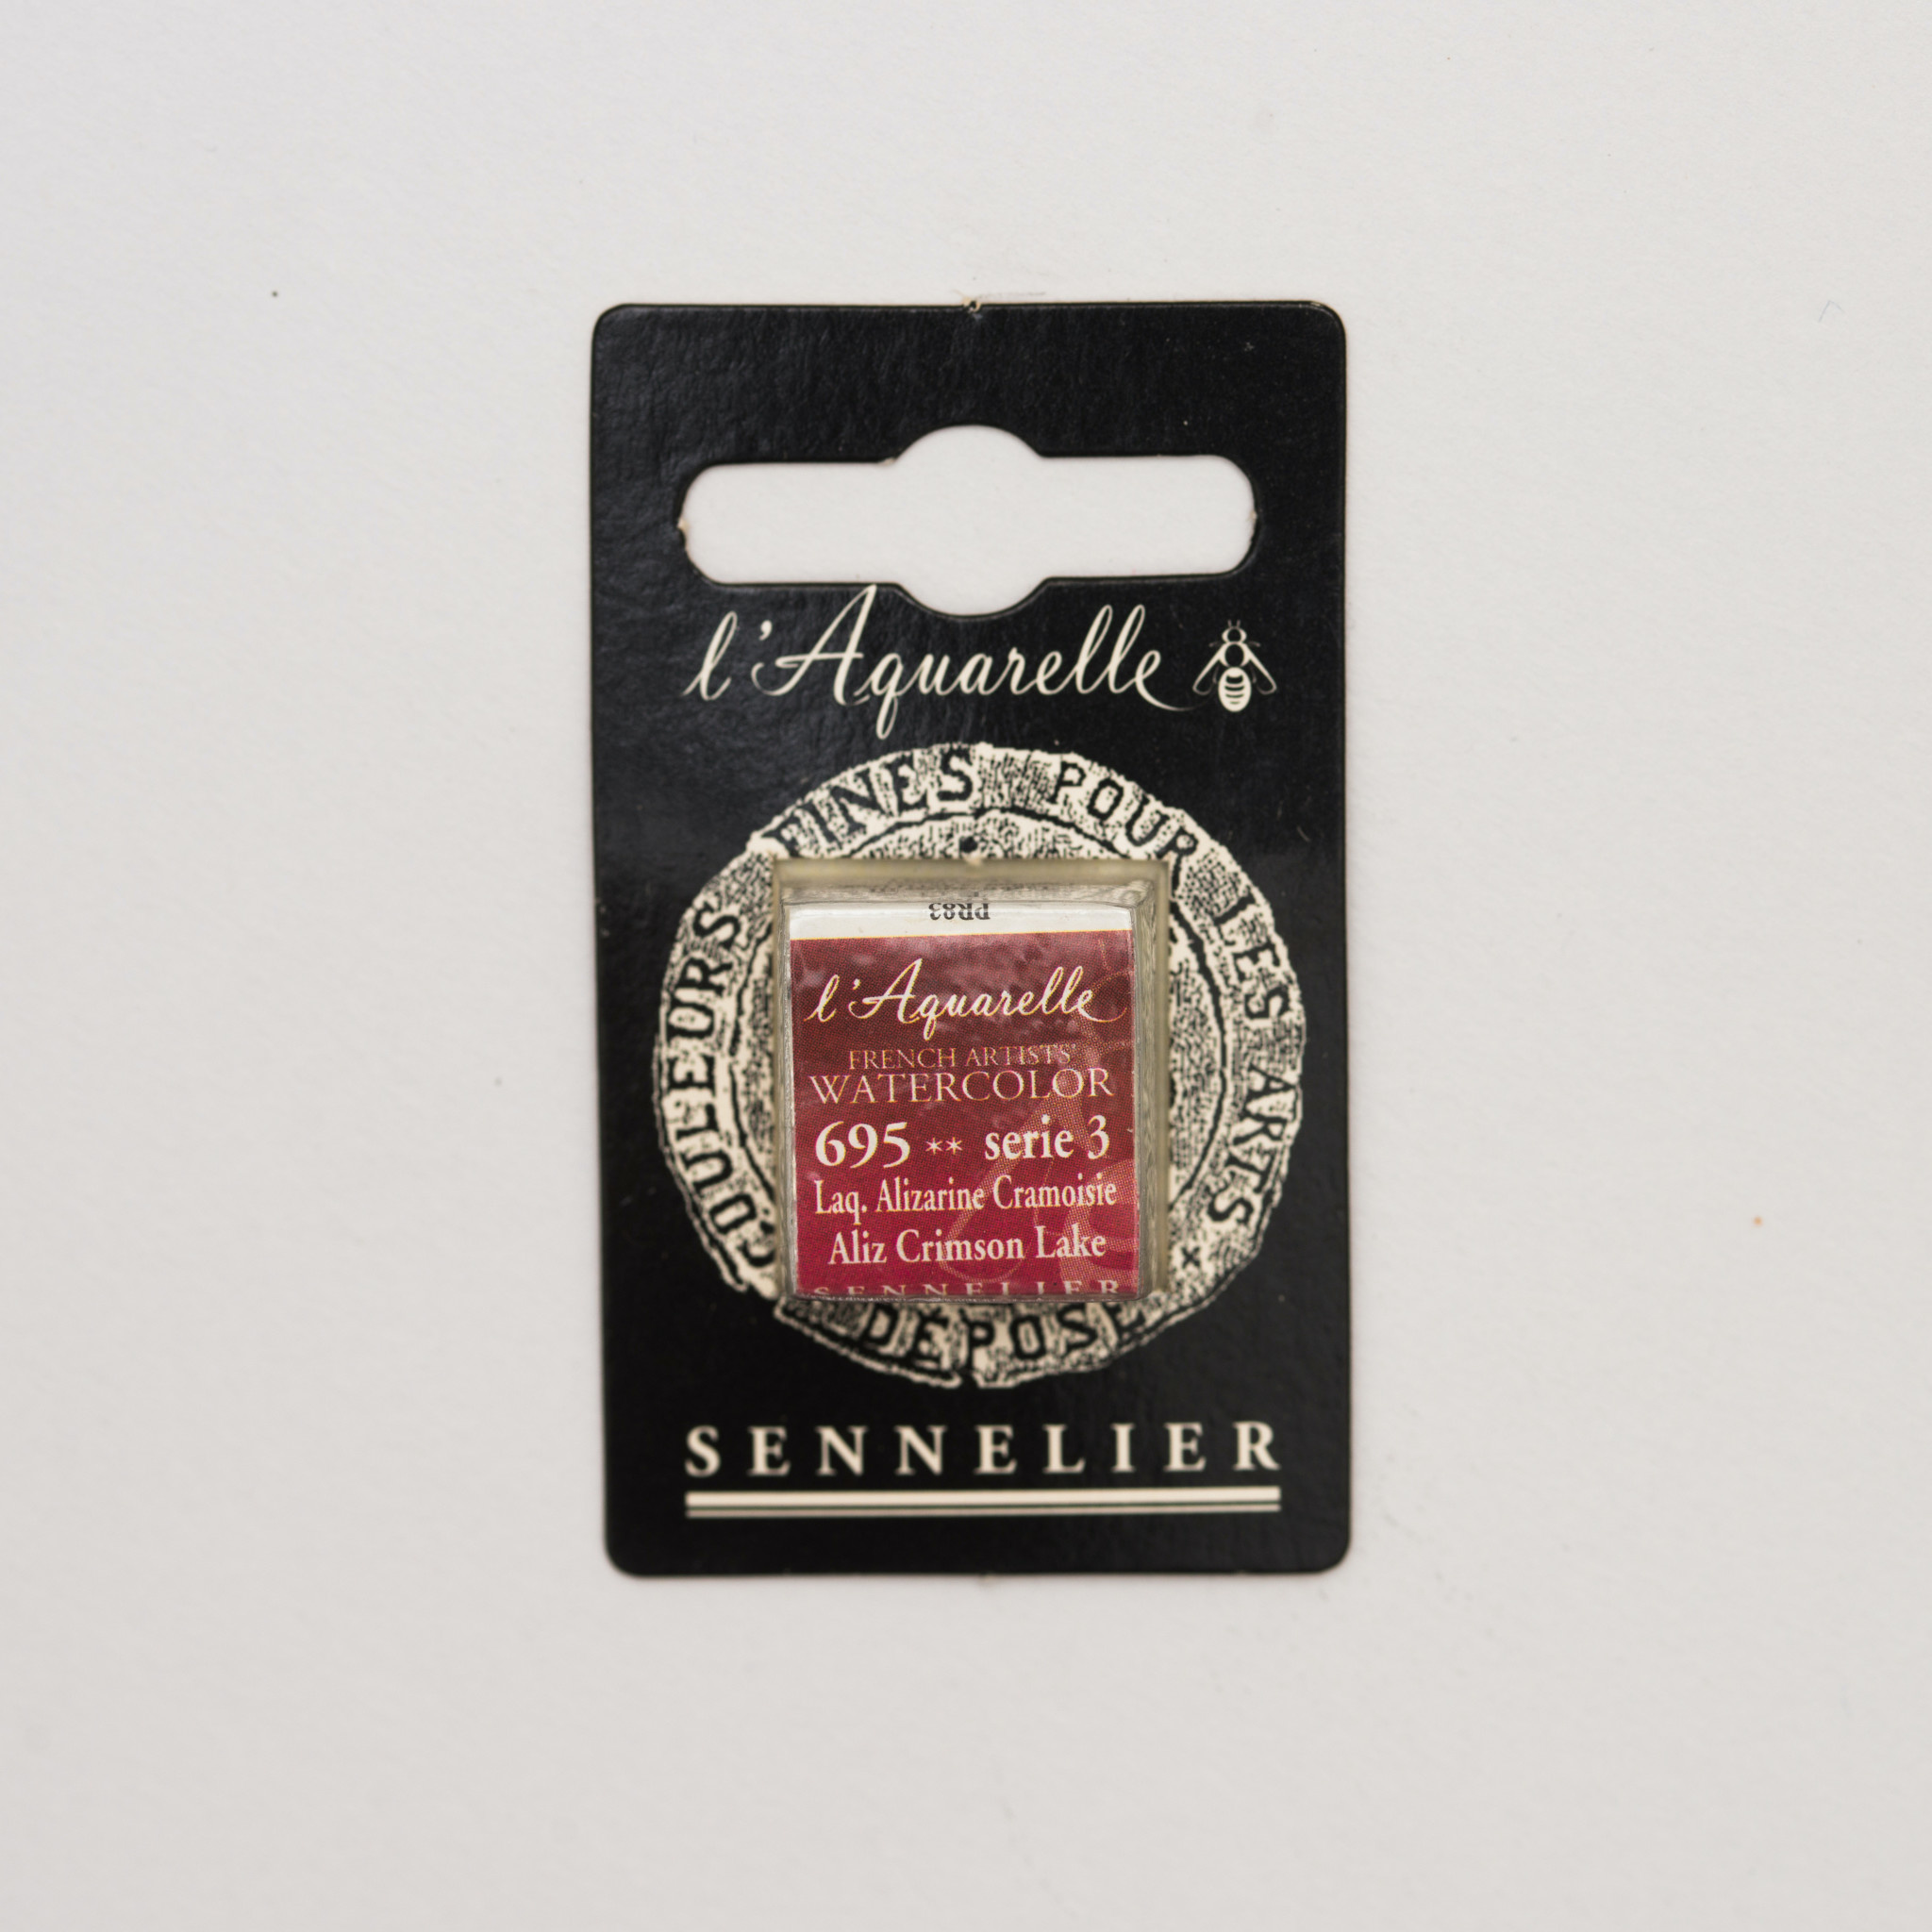 l'Aquarelle
COULEURS FINES POUR LES ARTS
PR83
l'Aquarelle
FRENCH ARTISTS'
WATERCOLOR
695 ** serie 3
Laq. Alizarine Cramoisie
Aliz Crimson Lake
SENNELIER
DÉPOSÉ
SENNELIER